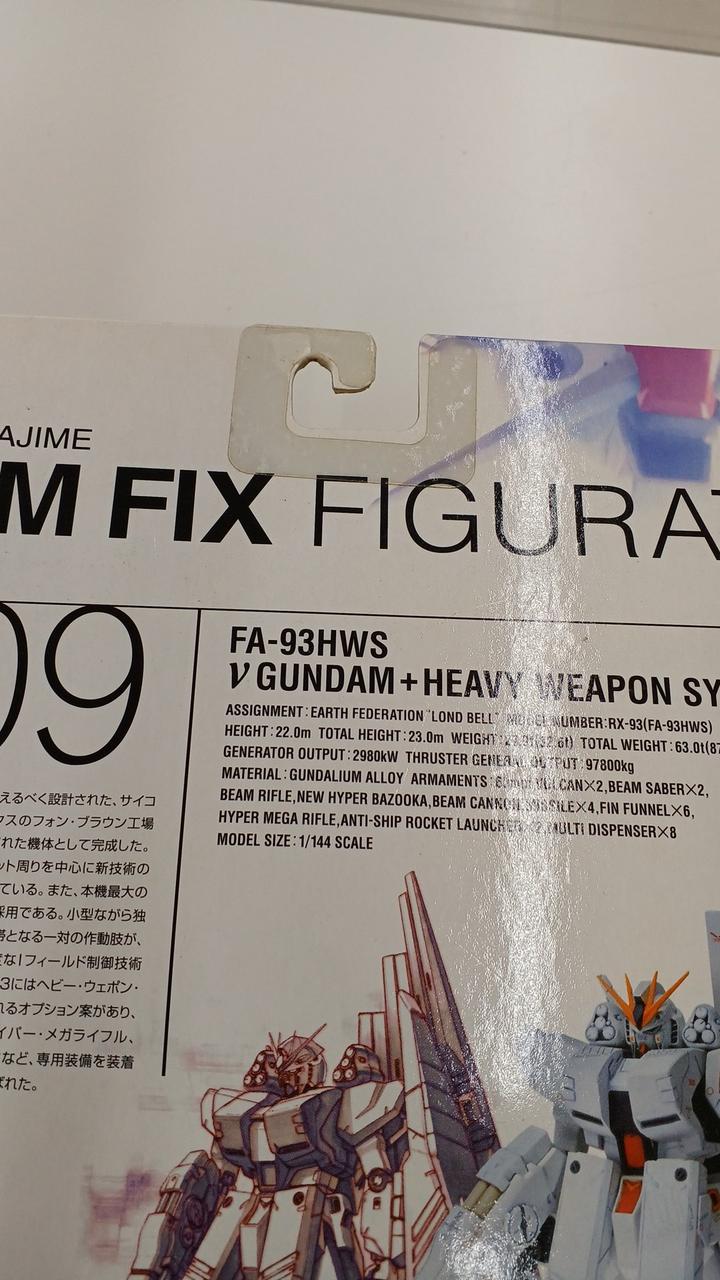 AJIME
M FIX FIGURA
09
FA-93HWS
ν GUNDAM+HEAVY WEAPON SY
ASSIGNMENT:EARTH FEDERATION "LOND BELL" MODEL NUMBER:RX-93(FA-93HWS)
HEIGHT:22.0m TOTAL HEIGHT:23.0m WEIGHT: TOTAL WEIGHT:63.0t(87
GENERATOR OUTPUT:2980kW THRUSTER GENERAL OUTPUT:97800kg
MATERIAL:GUNDALIUM ALLOY ARMAMENTS:60mm VULCAN×2,BEAM SABER×2,
BEAM RIFLE,NEW HYPER BAZOOKA,BEAM CANNON,MISSILE×4,FIN FUNNEL×6,
HYPER MEGA RIFLE,ANTI-SHIP ROCKET LAUNCHER×2,MULTI DISPENSER×8
MODEL SIZE:1/144 SCALE
えるべく設計された、サイコ
クスのフォン・ブラウン工場
れた機体として完成した。
ット周りを中心に新技術の
ている。また、本機最大の
採用である。小型ながら独
帯となる一対の作動肢が、
なIフィールド制御技術
3にはヘビー・ウェポン・
れるオプション案があり、
イパー・メガライフル、
など、専用装備を装着
ばれた。